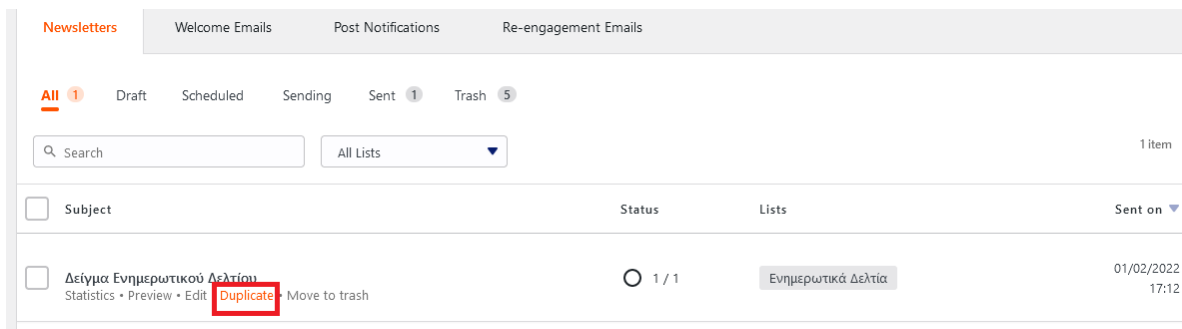 Newsletters Welcome Emails Post Notifications Re-engagement Emails
All 1 Draft Scheduled Sending Sent 1 Trash 5
Search All Lists 1 item
Subject Status Lists Sent on
Δείγμα Ενημερωτικού Δελτίου 1 / 1 Ενημερωτικά Δελτία 01/02/2022
Statistics • Preview • Edit • Duplicate • Move to trash 17:12